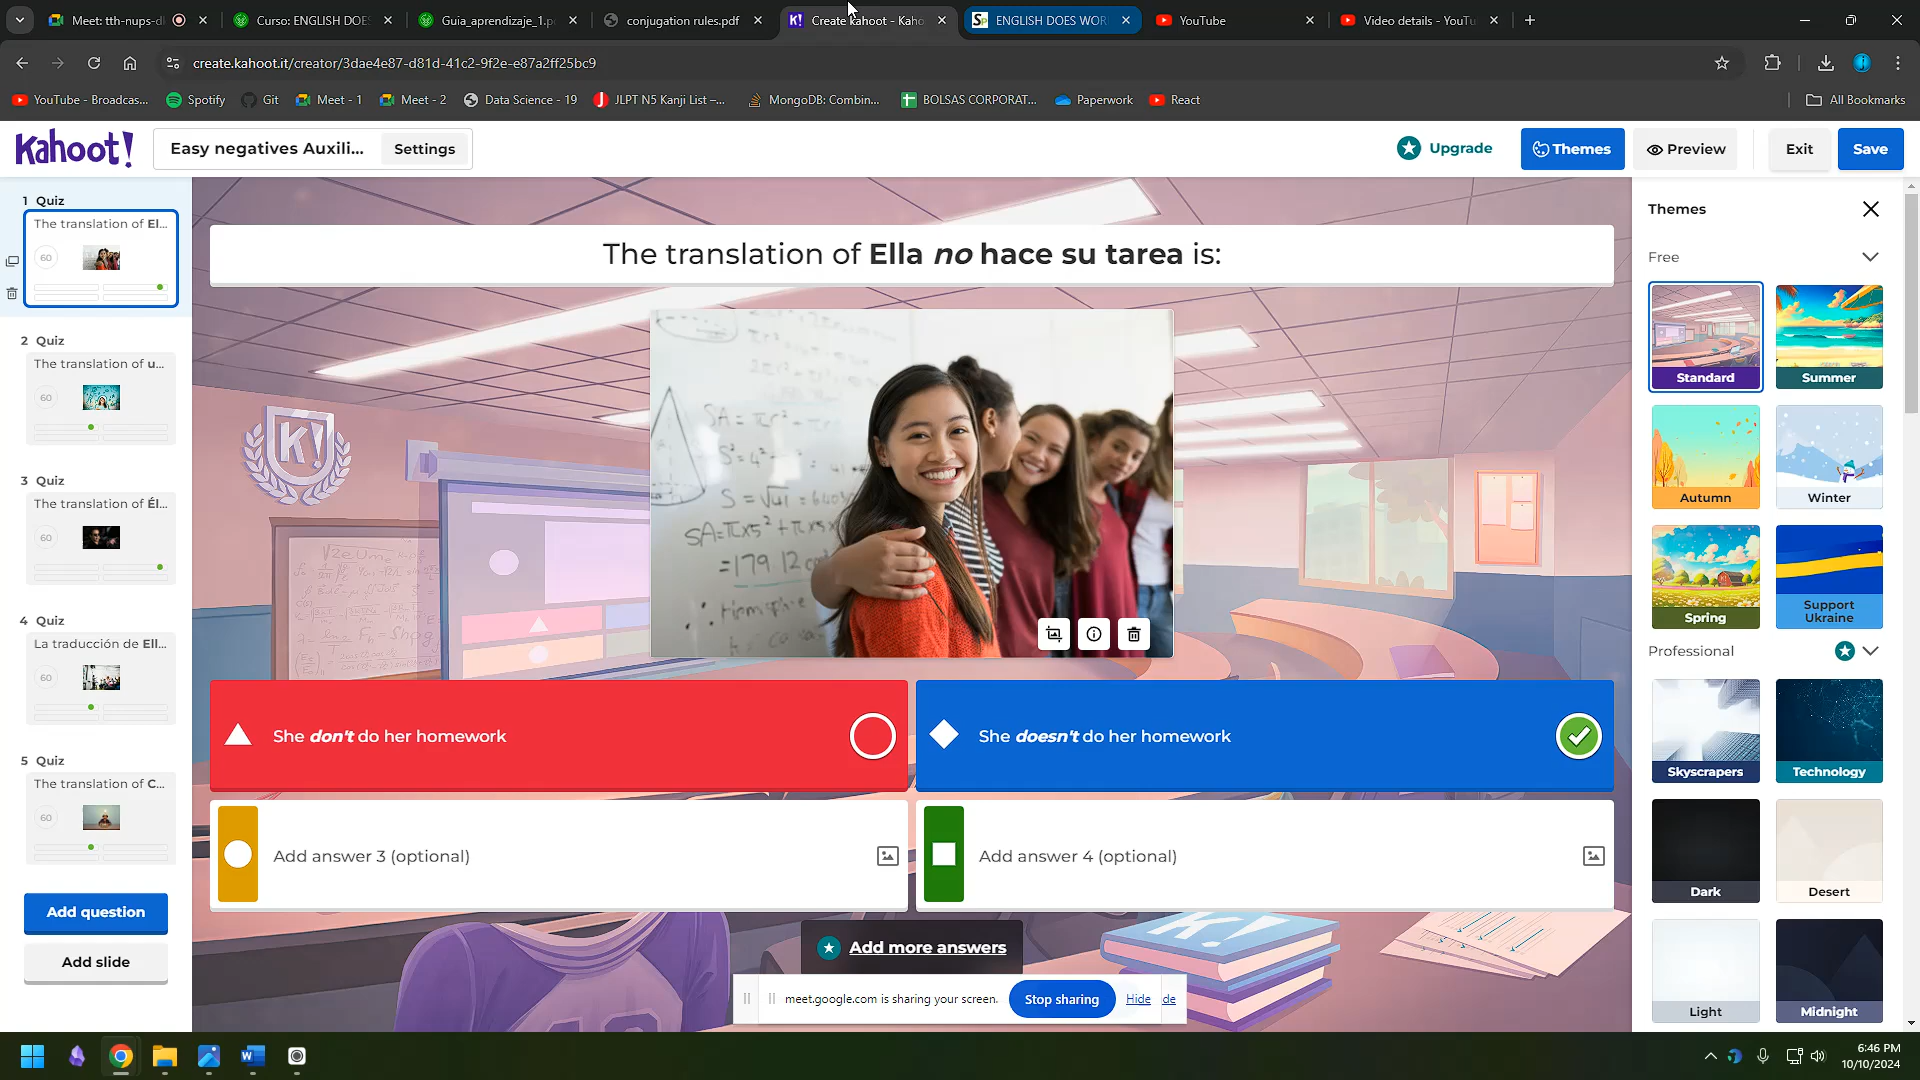 Meet: tth-nups-d
Curso: ENGLISH DOES
Guia_aprendizaje_1.p
conjugation rules.pdf
Create kahoot - Kaho
ENGLISH DOES WOR
YouTube
Video details - YouTu
create.kahoot.it/creator/3dae4e87-d81d-41c2-9f2e-e87a2ff25bc9
YouTube - Broadcas...
Spotify
Git
Meet - 1
Meet - 2
Data Science - 19
JLPT N5 Kanji List –...
MongoDB: Combin...
BOLSAS CORPORAT...
Paperwork
React
All Bookmarks
Kahoot!
Easy negatives Auxili...
Settings
Upgrade
Themes
Preview
Exit
Save
1 Quiz
The translation of El...
60
2 Quiz
The translation of u...
60
3 Quiz
The translation of Él...
60
4 Quiz
La traducción de Ell...
60
5 Quiz
The translation of C...
60
Add question
Add slide
The translation of Ella no hace su tarea is:
K!
She don't do her homework
She doesn't do her homework
Add answer 3 (optional)
Add answer 4 (optional)
Add more answers
K!
meet.google.com is sharing your screen.
Stop sharing
Hide
de
Themes
Free
Standard
Summer
Autumn
Winter
Spring
Support Ukraine
Professional
Skyscrapers
Technology
Dark
Desert
Light
Midnight
6:46 PM
10/10/2024